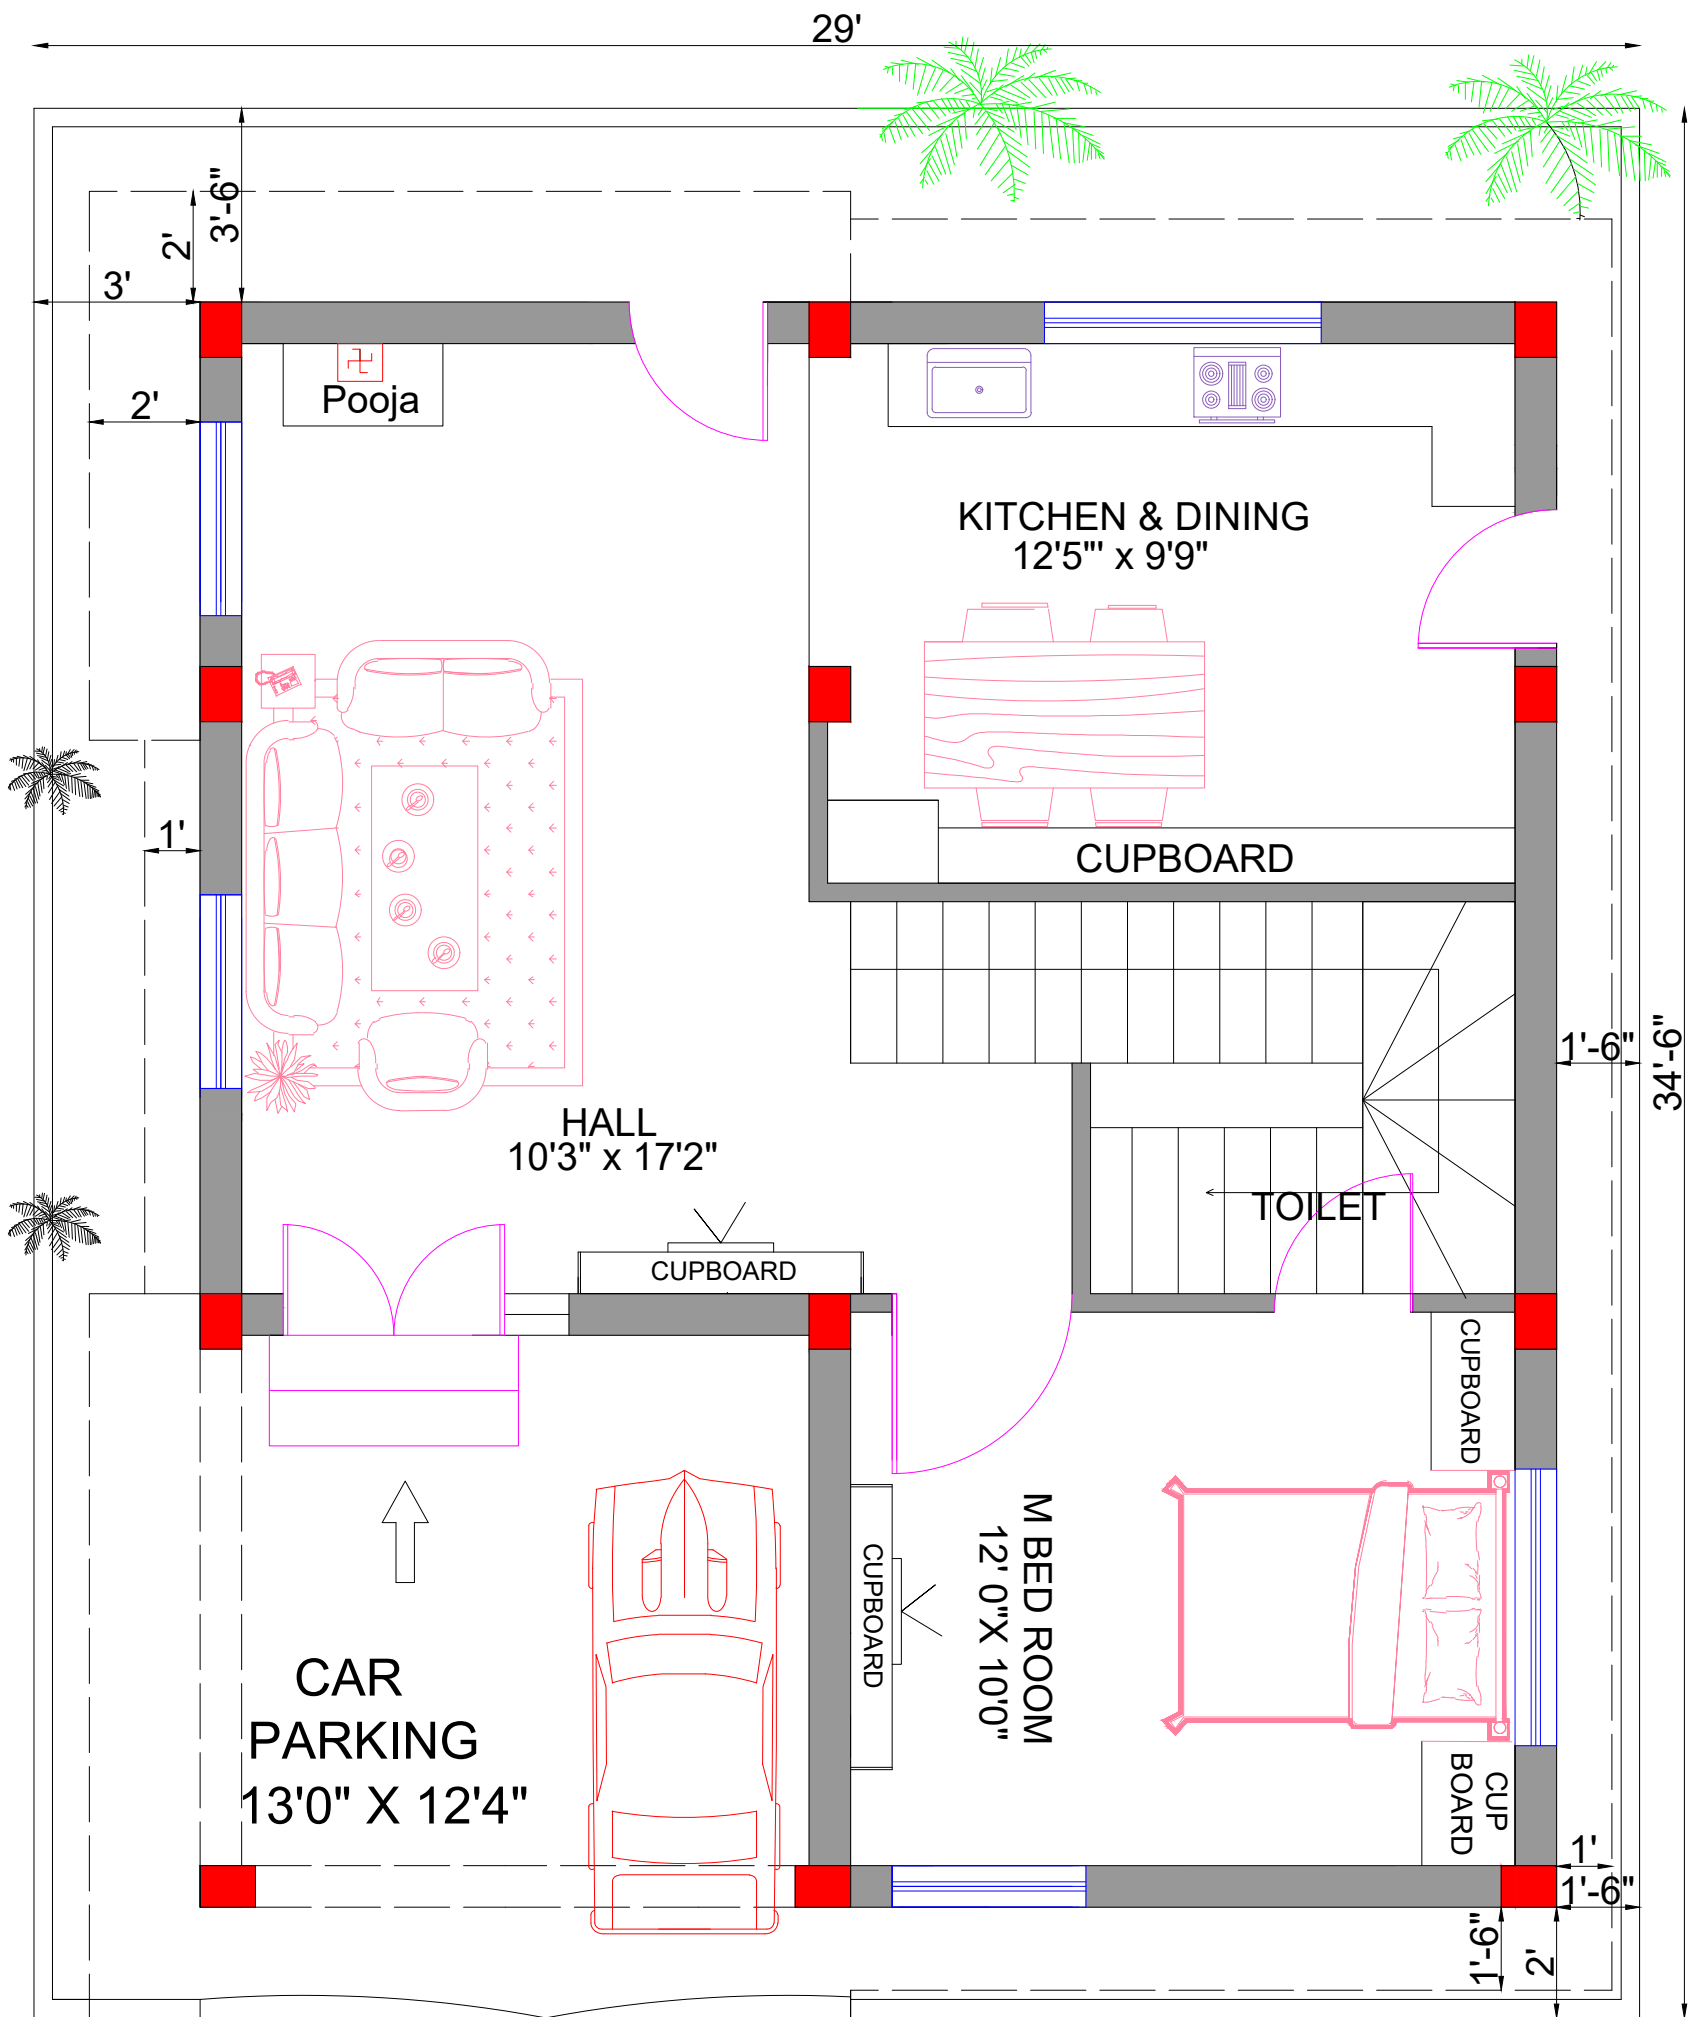 29'
3'-6"
2'
3'
Pooja
2'
KITCHEN & DINING
12'5"' x 9'9"
1'
CUPBOARD
1'-6"
34'-6"
HALL
10'3" x 17'2"
TOILET
CUPBOARD
CUPBOARD
M BED ROOM
12' 0"X 10'0"
CUPBOARD
CAR
PARKING
13'0" X 12'4"
CUP
BOARD
1'
1'-6"
1'-6"
2'